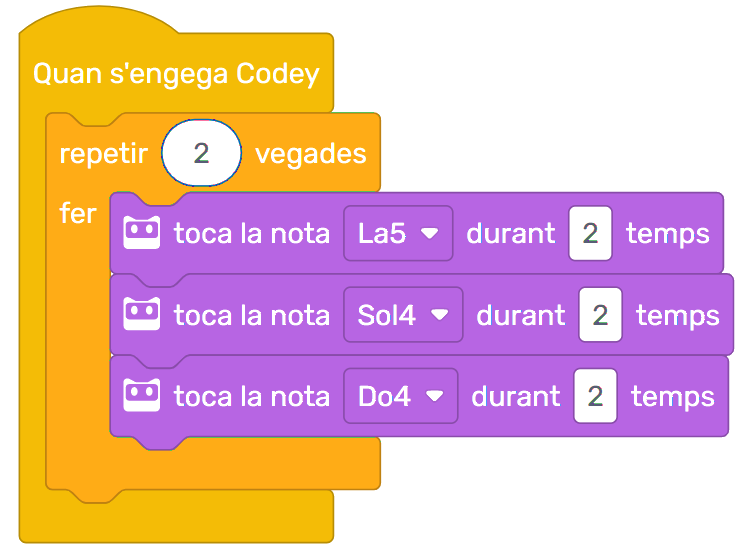 Quan s'engega Codey
repetir 2 vegades
fer
toca la nota La5 durant 2 temps
toca la nota Sol4 durant 2 temps
toca la nota Do4 durant 2 temps